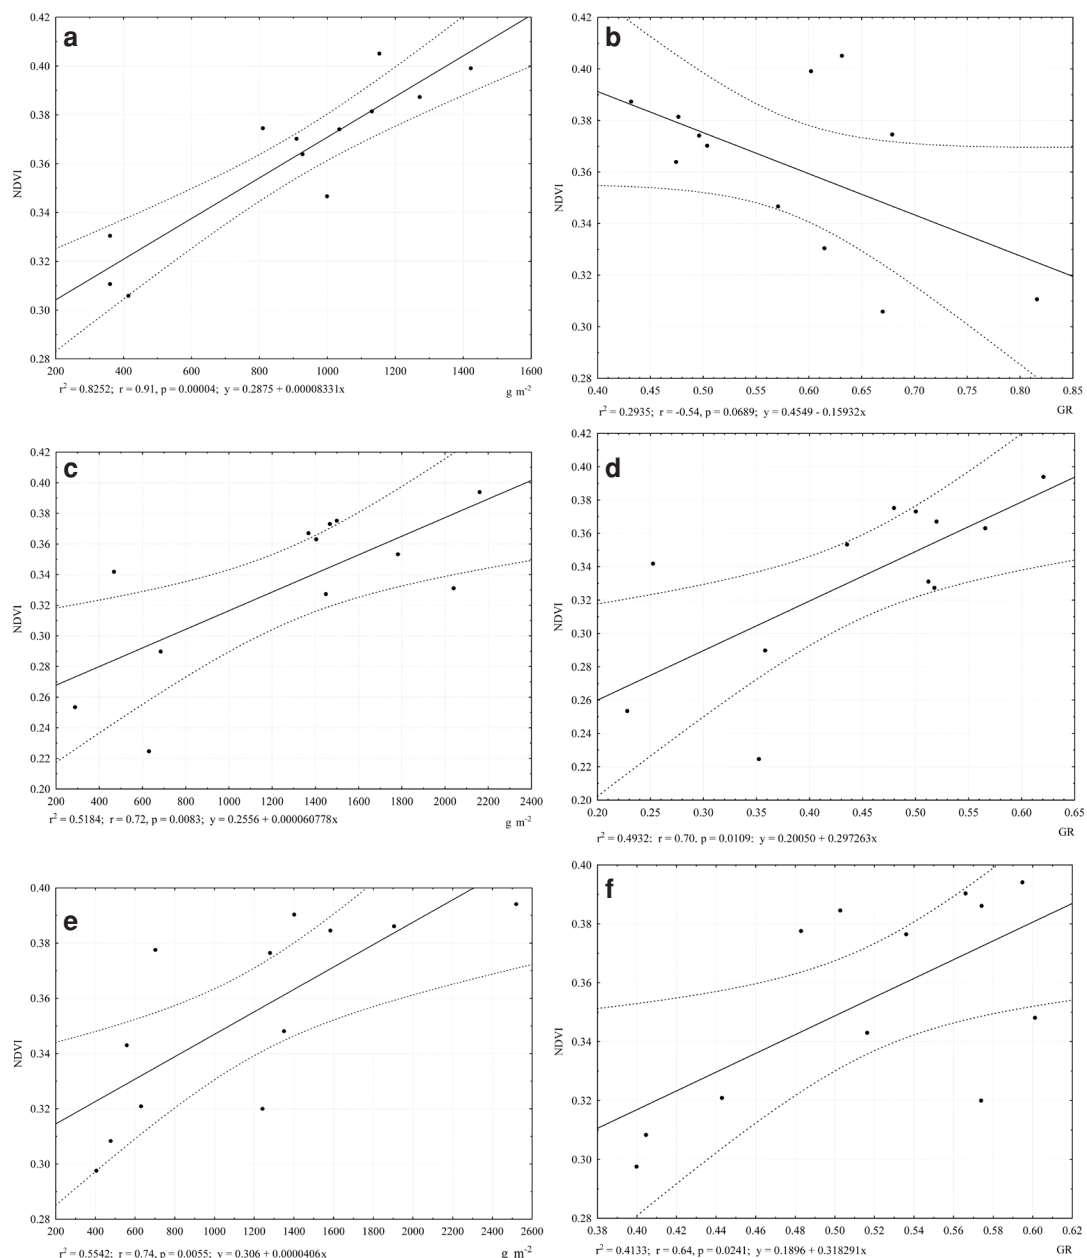 a
0.42
0.40
0.38
0.36
0.34
0.32
0.30
0.28
NDVI
200 400 600 800 1000 1200 1400 1600
r² = 0.8252; r = 0.91, p = 0.00004; y = 0.2875 + 0.00008331x
g m⁻²
b
0.42
0.40
0.38
0.36
0.34
0.32
0.30
0.28
NDVI
0.40 0.45 0.50 0.55 0.60 0.65 0.70 0.75 0.80 0.85
r² = 0.2935; r = -0.54, p = 0.0689; y = 0.4549 - 0.15932x
GR
c
0.42
0.40
0.38
0.36
0.34
0.32
0.30
0.28
0.26
0.24
0.22
0.20
NDVI
200 400 600 800 1000 1200 1400 1600 1800 2000 2200 2400
r² = 0.5184; r = 0.72, p = 0.0083; y = 0.2556 + 0.000060778x
g m⁻²
d
0.42
0.40
0.38
0.36
0.34
0.32
0.30
0.28
0.26
0.24
0.22
0.20
NDVI
0.20 0.25 0.30 0.35 0.40 0.45 0.50 0.55 0.60 0.65
r² = 0.4932; r = 0.70, p = 0.0109; y = 0.20050 + 0.297263x
GR
e
0.40
0.38
0.36
0.34
0.32
0.30
0.28
NDVI
200 400 600 800 1000 1200 1400 1600 1800 2000 2200 2400 2600
r² = 0.5542; r = 0.74, p = 0.0055; y = 0.306 + 0.0000406x
g m⁻²
f
0.40
0.38
0.36
0.34
0.32
0.30
0.28
NDVI
0.38 0.40 0.42 0.44 0.46 0.48 0.50 0.52 0.54 0.56 0.58 0.60 0.62
r² = 0.4133; r = 0.64, p = 0.0241; y = 0.1896 + 0.318291x
GR